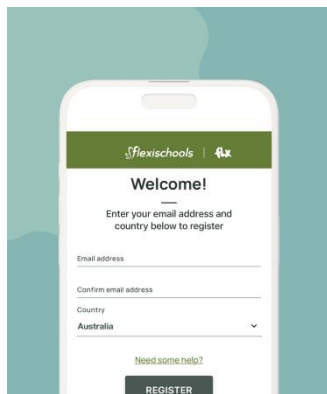 flexischools | flx
Welcome!
Enter your email address and
country below to register
Email address
Confirm email address
Country
Australia
Need some help?
REGISTER